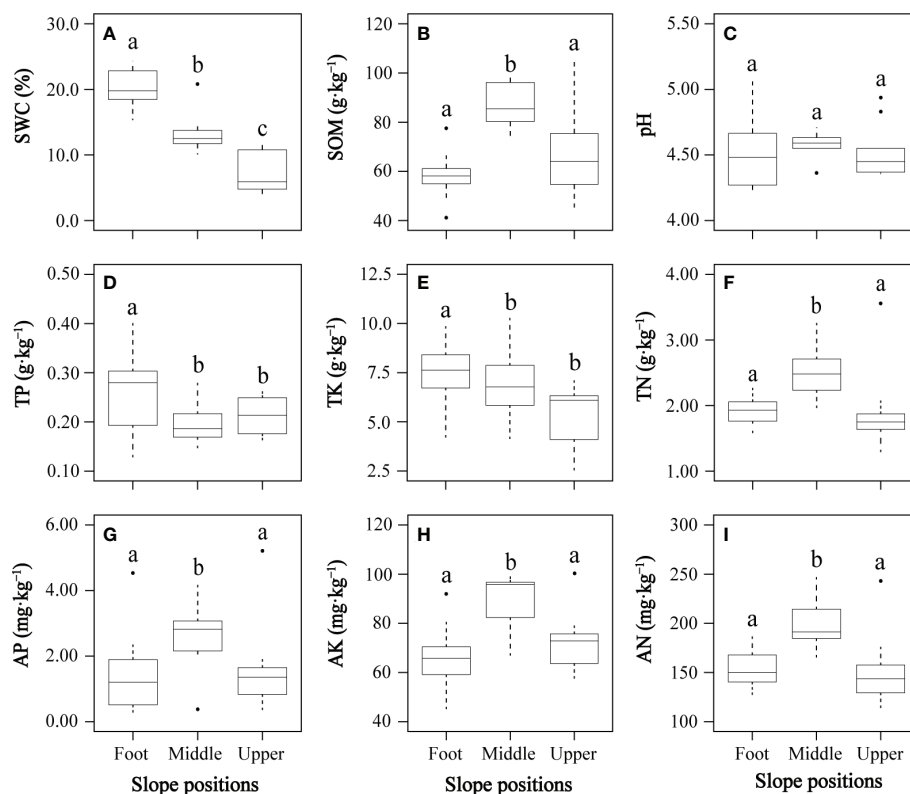 A
SWC (%)
30.0
20.0
10.0
0.0
a
b
c
B
SOM (g·kg⁻¹)
120
100
80
60
40
a
b
a
C
pH
5.50
5.00
4.50
4.00
a
a
a
D
TP (g·kg⁻¹)
0.50
0.40
0.30
0.20
0.10
a
b
b
E
TK (g·kg⁻¹)
12.5
10.0
7.5
5.0
2.5
a
b
b
F
TN (g·kg⁻¹)
4.00
3.00
2.00
1.00
a
b
a
G
AP (mg·kg⁻¹)
6.00
4.00
2.00
0.00
a
b
a
Foot Middle Upper
Slope positions
H
AK (mg·kg⁻¹)
120
100
80
60
40
a
b
a
Foot Middle Upper
Slope positions
I
AN (mg·kg⁻¹)
300
250
200
150
100
a
b
a
Foot Middle Upper
Slope positions